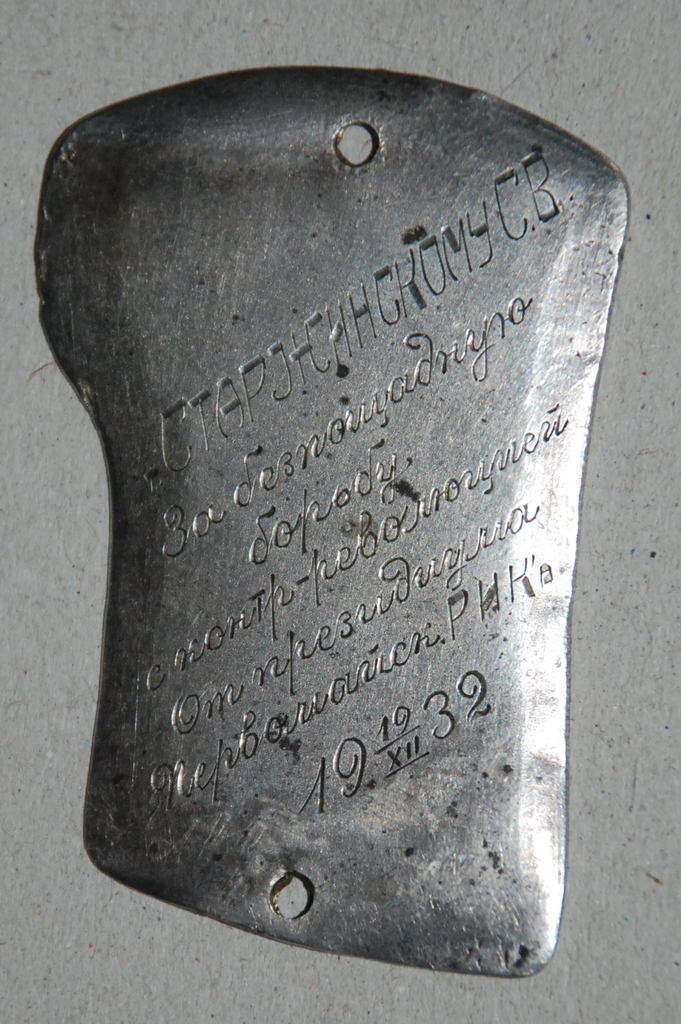 т. СТАРЖИНСКОМУ С.В.
За безпощадную
борьбу
с контр-революцией
От президиума
Первомайск. РИК'а
19 19/XII 32